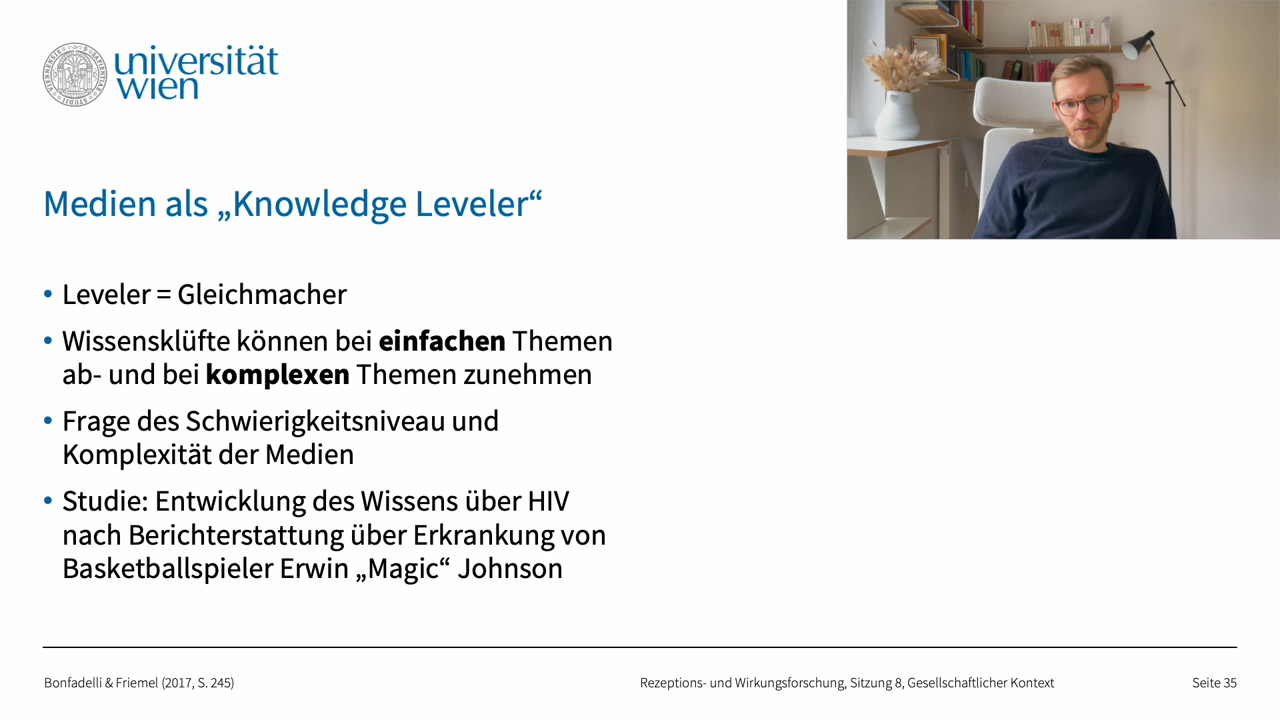 universität
wien
Medien als „Knowledge Leveler“
• Leveler = Gleichmacher
• Wissensklüfte können bei einfachen Themen
ab- und bei komplexen Themen zunehmen
• Frage des Schwierigkeitsniveau und
Komplexität der Medien
• Studie: Entwicklung des Wissens über HIV
nach Berichterstattung über Erkrankung von
Basketballspieler Erwin „Magic“ Johnson
Bonfadelli & Friemel (2017, S. 245)
Rezeptions- und Wirkungsforschung, Sitzung 8, Gesellschaftlicher Kontext
Seite 35